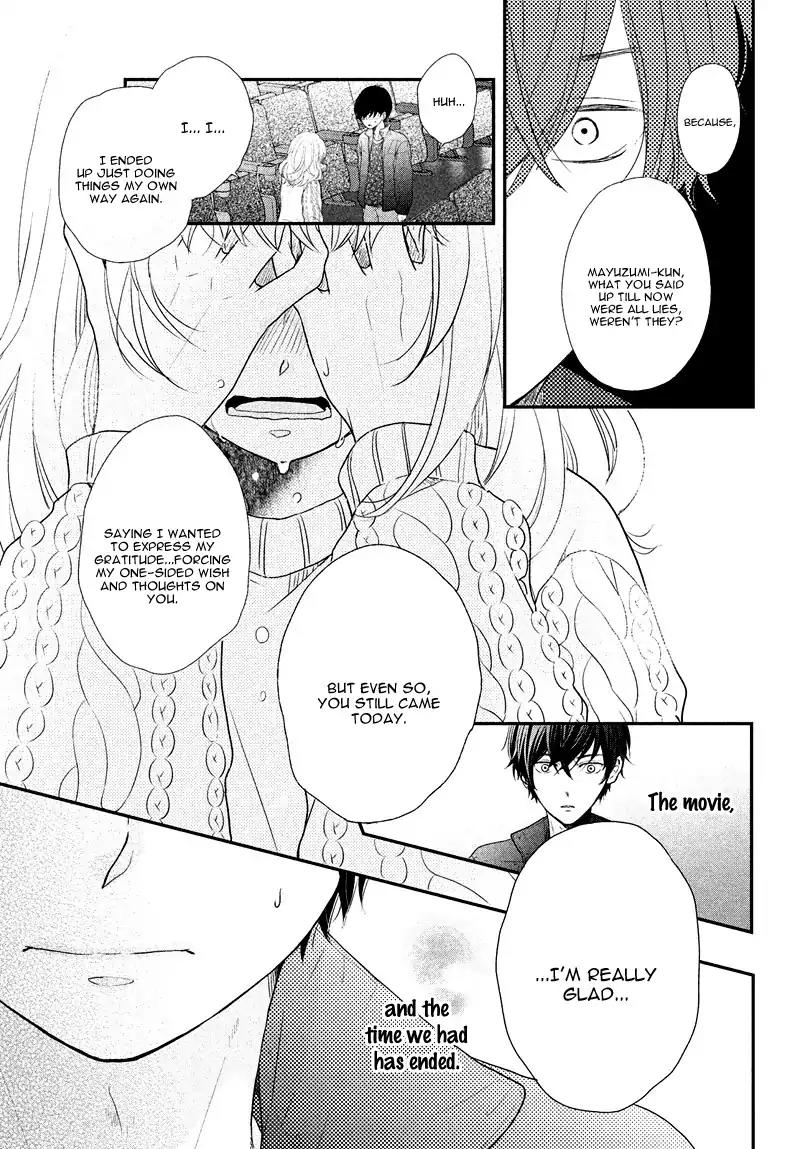 BECAUSE,
MAYUZUMI-KUN,
WHAT YOU SAID
UP TILL NOW
WERE ALL LIES,
WEREN'T THEY?
HUH...
I... I...
I ENDED
UP JUST DOING
THINGS MY OWN
WAY AGAIN.
SAYING I WANTED
TO EXPRESS MY
GRATITUDE...FORCING
MY ONE-SIDED WISH
AND THOUGHTS ON
YOU.
BUT EVEN SO,
YOU STILL CAME
TODAY.
The movie,
...I'M REALLY
GLAD...
and the
time we had
has ended.